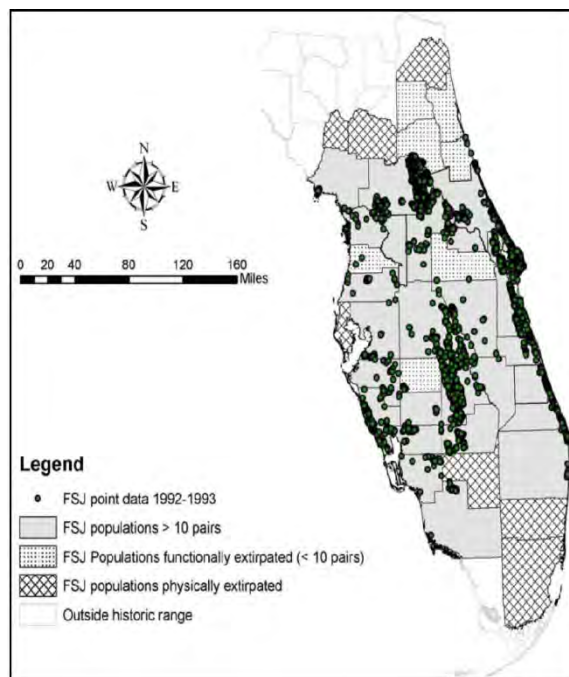 N
W E
S
0 20 40 80 120 160
Miles
Legend
FSJ point data 1992-1993
FSJ populations > 10 pairs
FSJ Populations functionally extirpated (< 10 pairs)
FSJ populations physically extirpated
Outside historic range